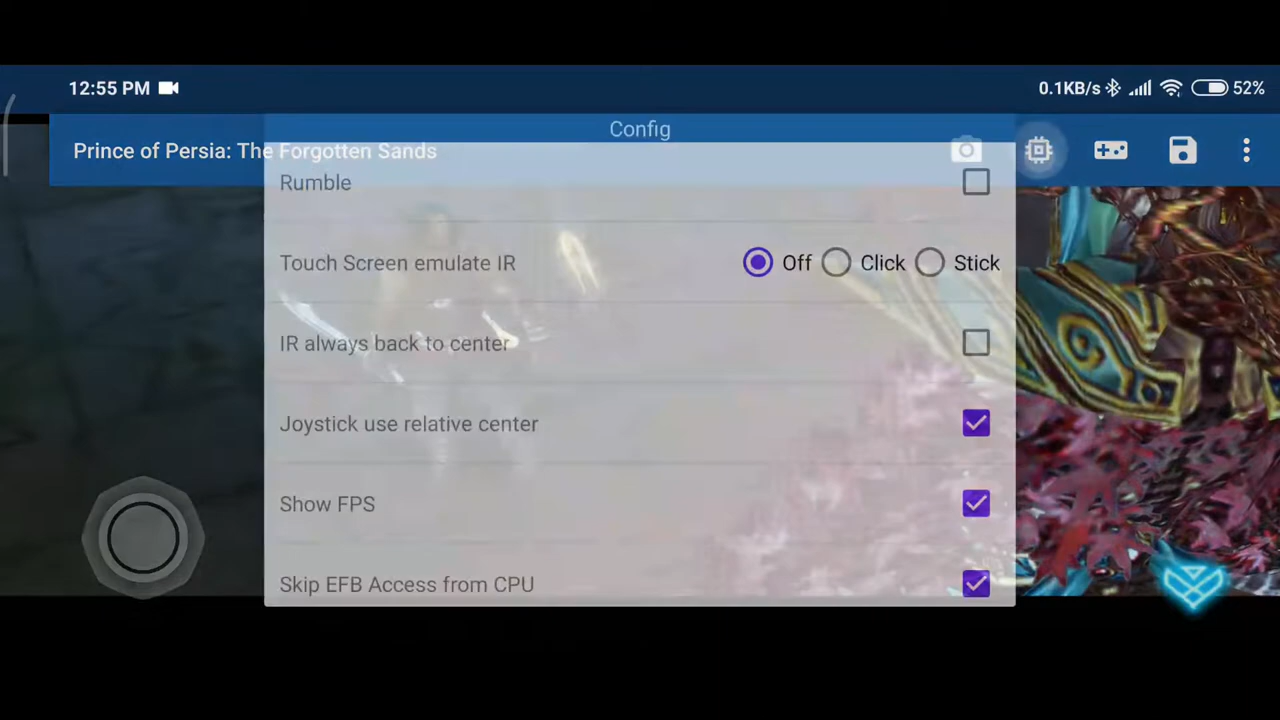 12:55 PM
0.1KB/s
52%
Config
Prince of Persia: The Forgotten Sands
Rumble
Touch Screen emulate IR
Off
Click
Stick
IR always back to center
Joystick use relative center
Show FPS
Skip EFB Access from CPU